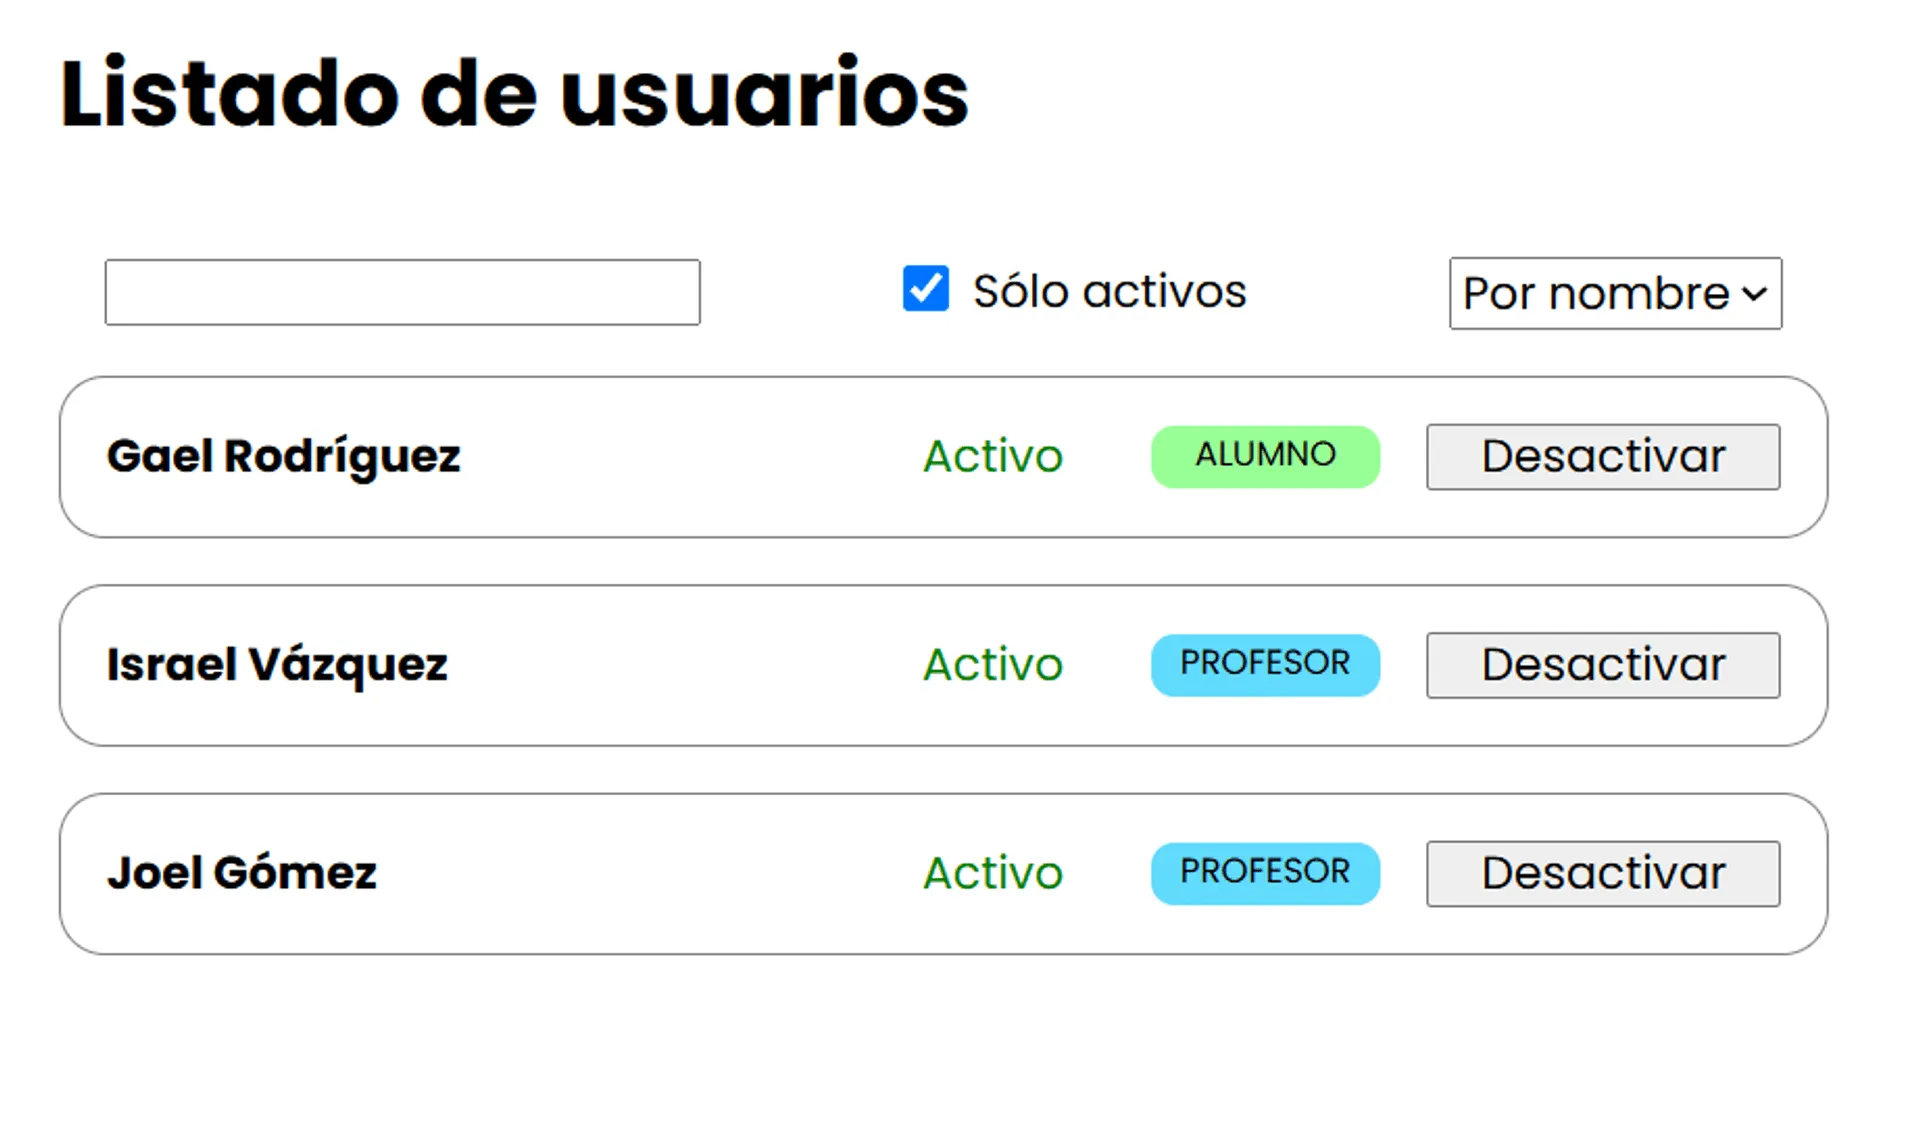 Listado de usuarios
Sólo activos Por nombre
Gael Rodríguez Activo ALUMNO Desactivar
Israel Vázquez Activo PROFESOR Desactivar
Joel Gómez Activo PROFESOR Desactivar